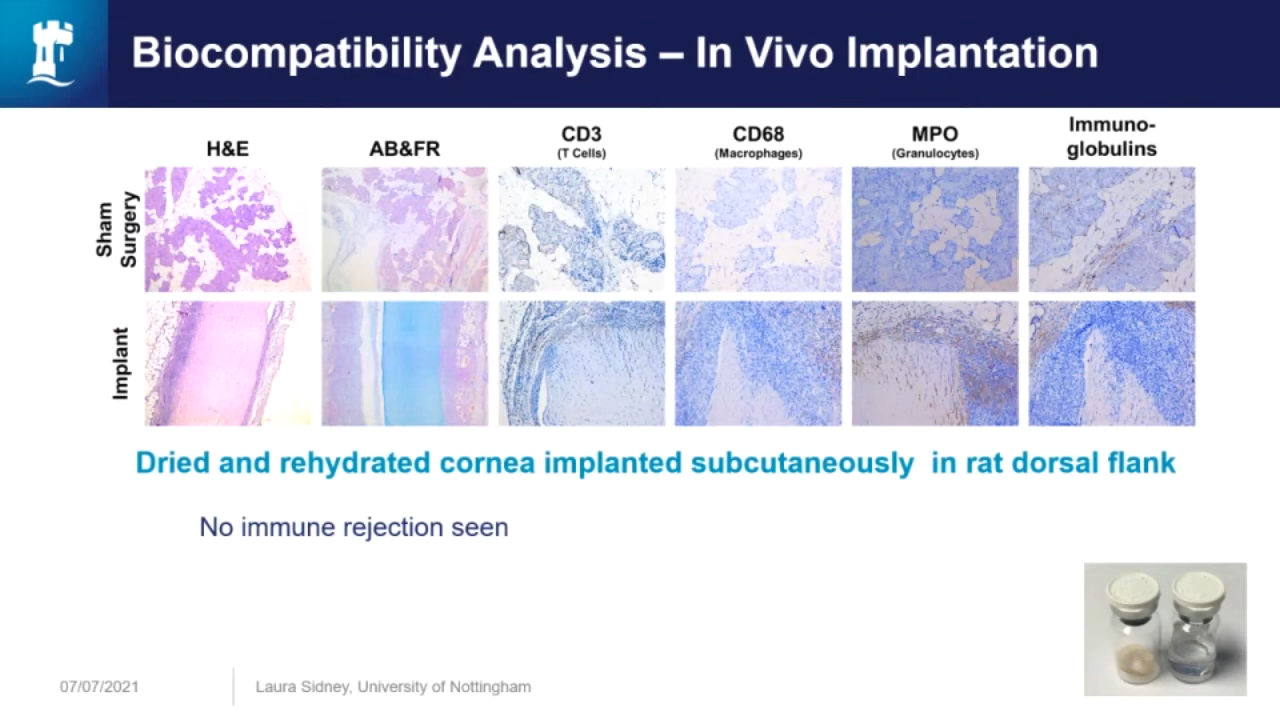 Biocompatibility Analysis – In Vivo Implantation
H&E
AB&FR
CD3
(T Cells)
CD68
(Macrophages)
MPO
(Granulocytes)
Immuno-
globulins
Sham
Surgery
Implant
Dried and rehydrated cornea implanted subcutaneously  in rat dorsal flank
No immune rejection seen
07/07/2021
Laura Sidney, University of Nottingham